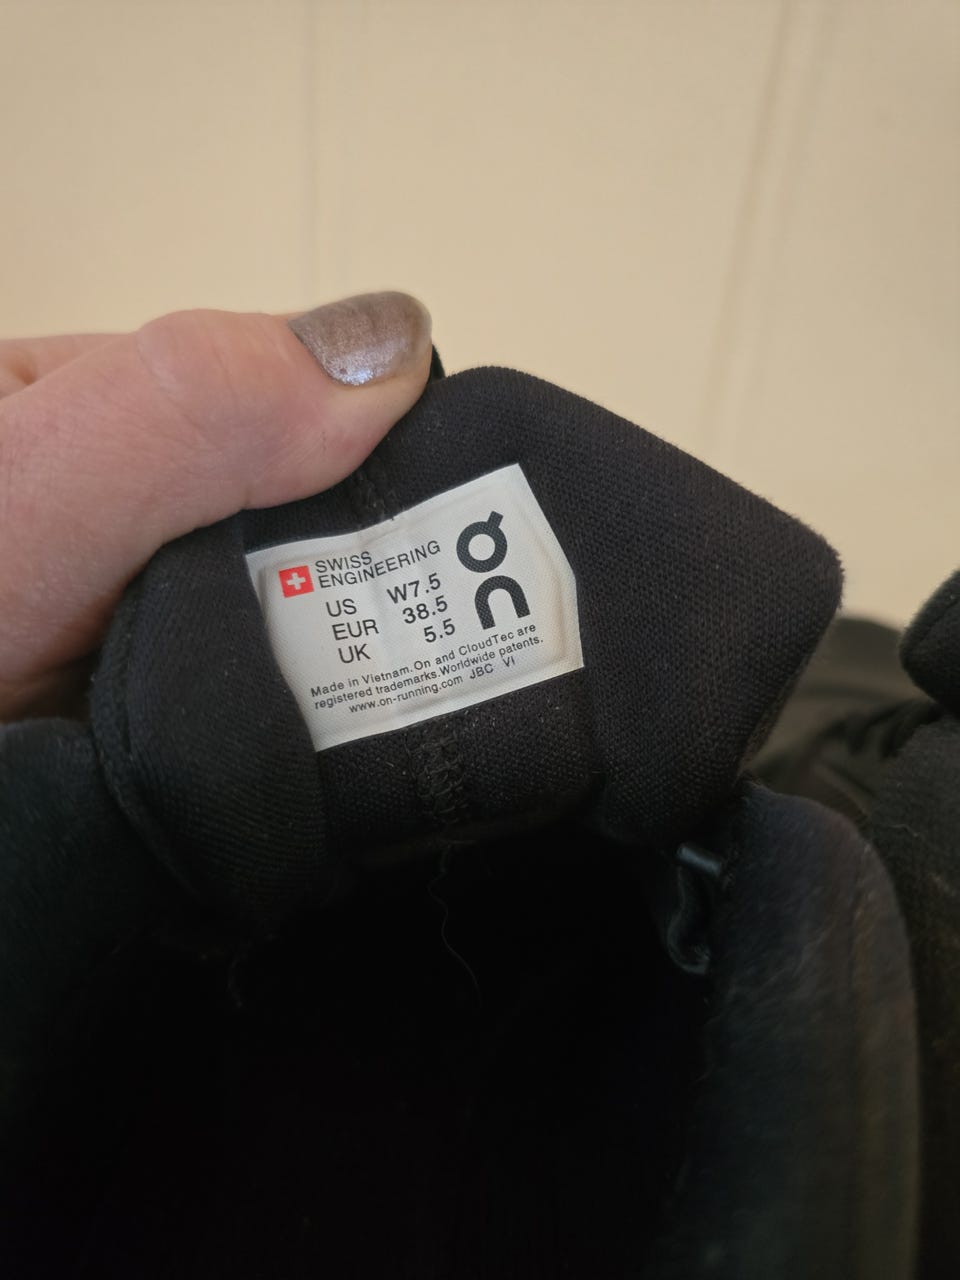 SWISS
ENGINEERING
US W7.5
EUR 38.5
UK 5.5
On
Made in Vietnam. On and CloudTec are
registered trademarks. Worldwide patents.
www.on-running.com JBC VI